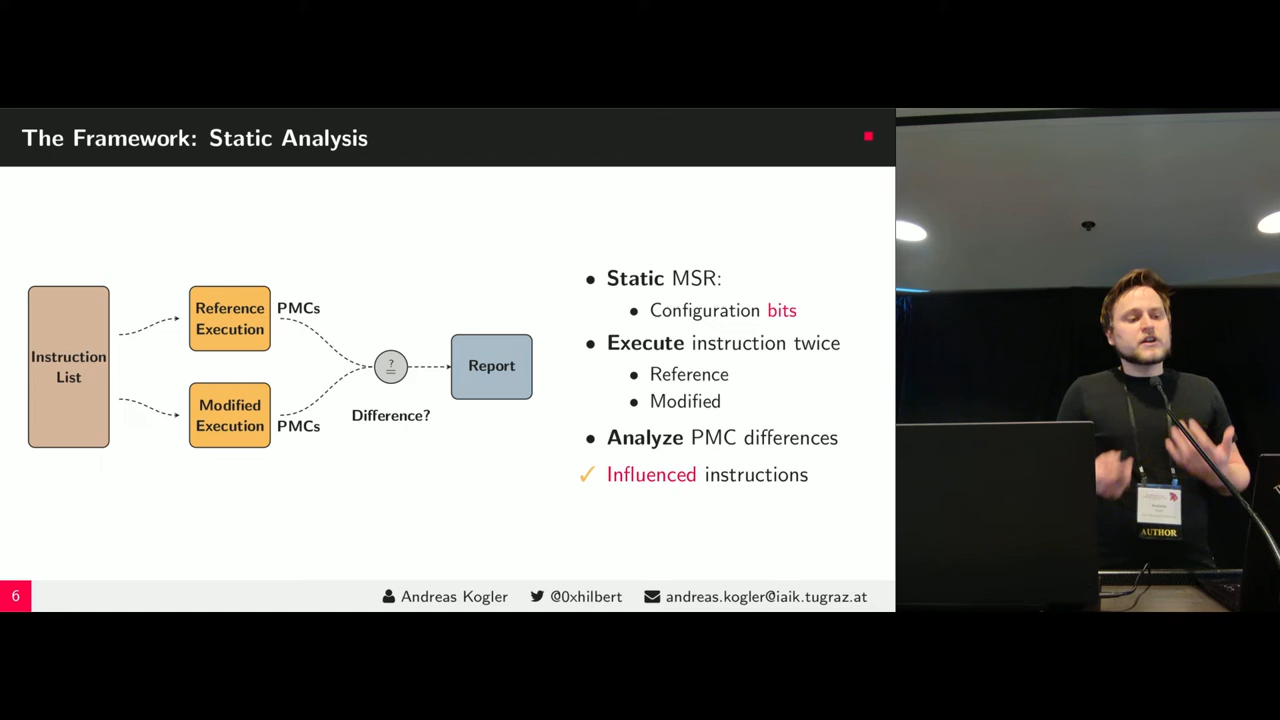 The Framework: Static Analysis
Instruction
List
Reference
Execution
PMCs
Modified
Execution
PMCs
?
=
Difference?
Report
• Static MSR:
• Configuration bits
• Execute instruction twice
• Reference
• Modified
• Analyze PMC differences
✓ Influenced instructions
6
Andreas Kogler
@0xhilbert
andreas.kogler@iaik.tugraz.at
AUTHOR